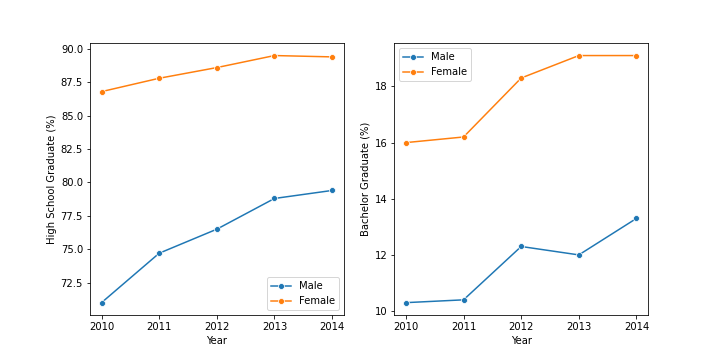 High School Graduate (%)
90.0
87.5
85.0
82.5
80.0
77.5
75.0
72.5
Male
Female
2010 2011 2012 2013 2014
Year
Bachelor Graduate (%)
18
16
14
12
10
Male
Female
2010 2011 2012 2013 2014
Year